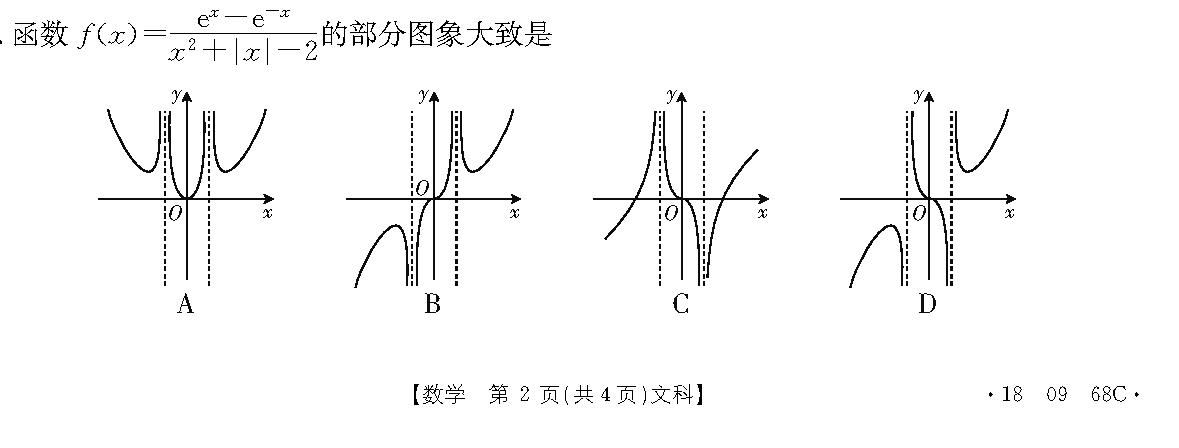 . 函数 f(x)=\frac{e^x-e^{-x}}{x^2+|x|-2}的部分图象大致是
y y y y
O x O x O x O x
A B C D
【数学 第 2 页(共 4 页)文科】 ·18 09 68C·